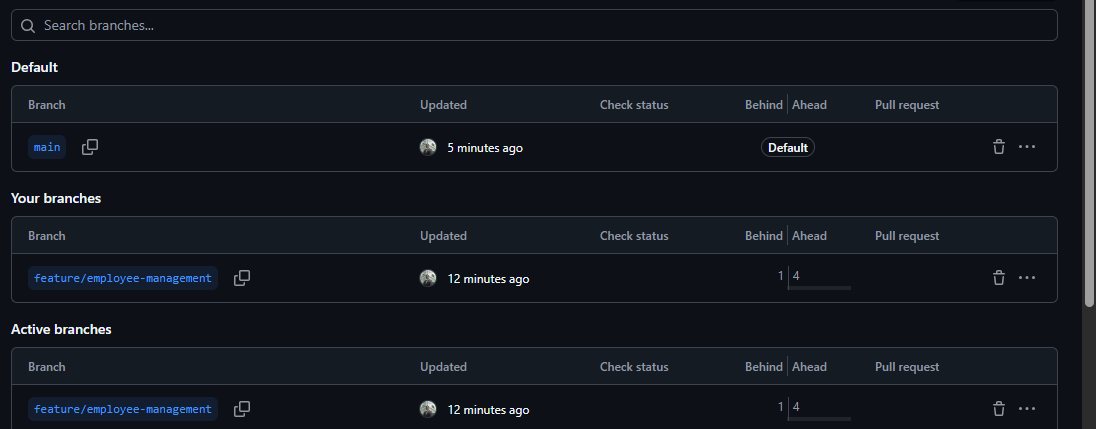 Search branches...
Default
Branch Updated Check status Behind Ahead Pull request
main 5 minutes ago Default
Your branches
Branch Updated Check status Behind Ahead Pull request
feature/employee-management 12 minutes ago 1 4
Active branches
Branch Updated Check status Behind Ahead Pull request
feature/employee-management 12 minutes ago 1 4